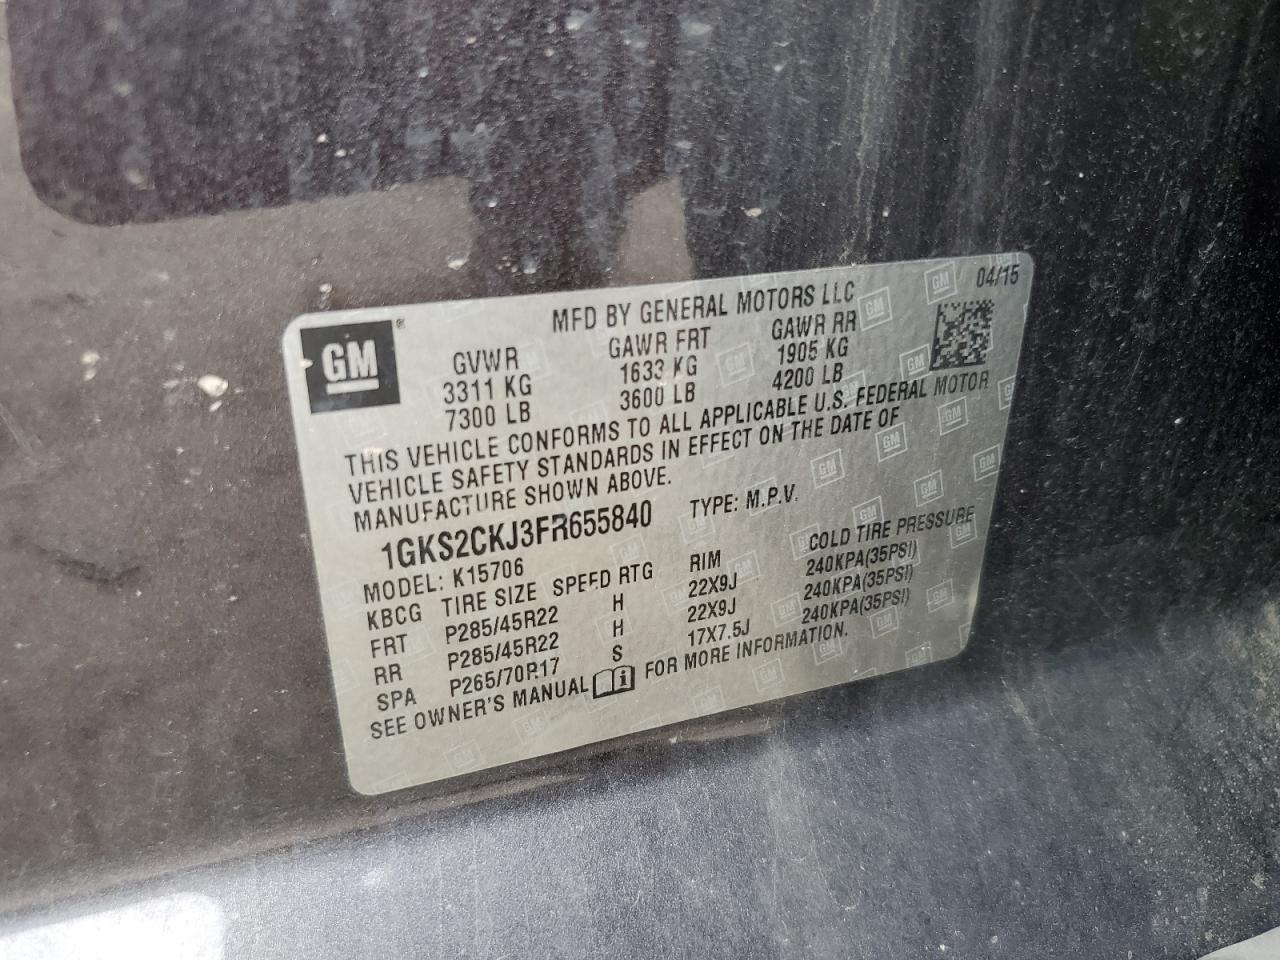 04/15
MFD BY GENERAL MOTORS LLC
GM ®
GVWR GAWR FRT GAWR RR
3311 KG 1633 KG 1905 KG
7300 LB 3600 LB 4200 LB
THIS VEHICLE CONFORMS TO ALL APPLICABLE U.S. FEDERAL MOTOR
VEHICLE SAFETY STANDARDS IN EFFECT ON THE DATE OF
MANUFACTURE SHOWN ABOVE.
1GKS2CKJ3FR655840 TYPE: M.P.V.
MODEL: K15706
KBCG TIRE SIZE SPEED RTG RIM COLD TIRE PRESSURE
FRT P285/45R22 H 22X9J 240KPA(35PSI)
RR P285/45R22 H 22X9J 240KPA(35PSI)
SPA P265/70R17 S 17X7.5J 240KPA(35PSI)
SEE OWNER'S MANUAL i FOR MORE INFORMATION.